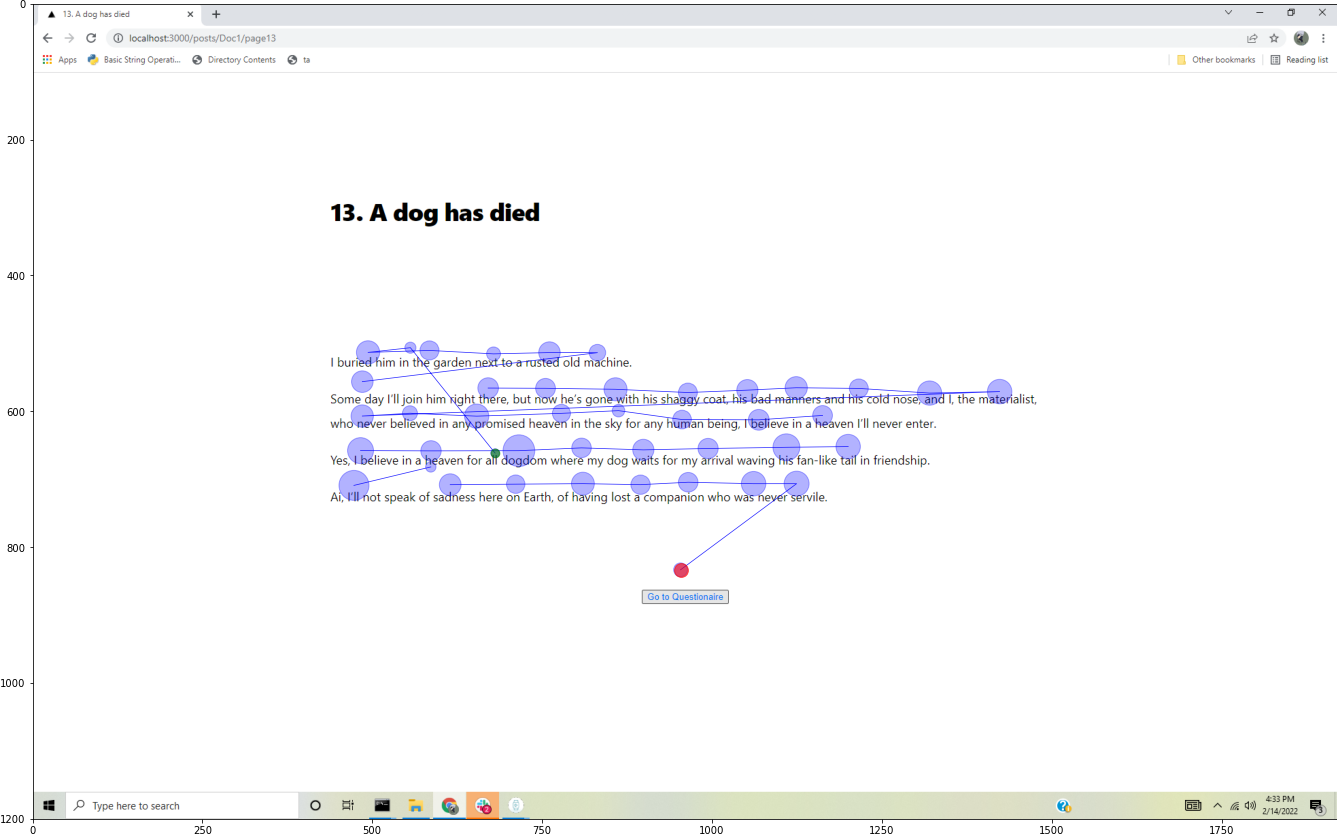 13. A dog has died
localhost:3000/posts/Doc1/page13
Apps Basic String Operati... Directory Contents ta Other bookmarks Reading list
13. A dog has died
I buried him in the garden next to a rusted old machine.
Some day I'll join him right there, but now he's gone with his shaggy coat, his bad manners and his cold nose, and I, the materialist,
who never believed in any promised heaven in the sky for any human being, I believe in a heaven I'll never enter.
Yes, I believe in a heaven for all dogdom where my dog waits for my arrival waving his fan-like tail in friendship.
Ai, I'll not speak of sadness here on Earth, of having lost a companion who was never servile.
Go to Questionaire
Type here to search
4:33 PM
2/14/2022
0
200
400
600
800
1000
1200
0 250 500 750 1000 1250 1500 1750